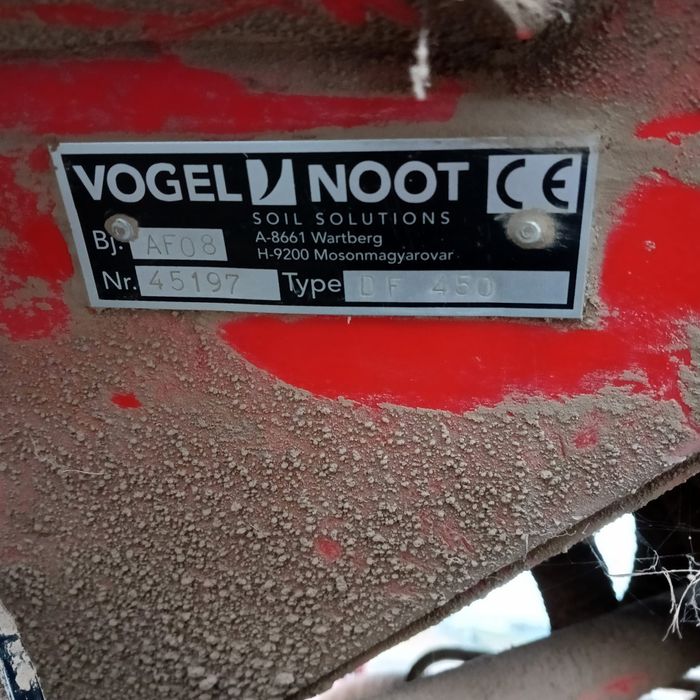 VOGEL NOOT CE
SOIL SOLUTIONS
Bj. AF08 A-8661 Wartberg
H-9200 Mosonmagyarovar
Nr. 45197 Type DF 450